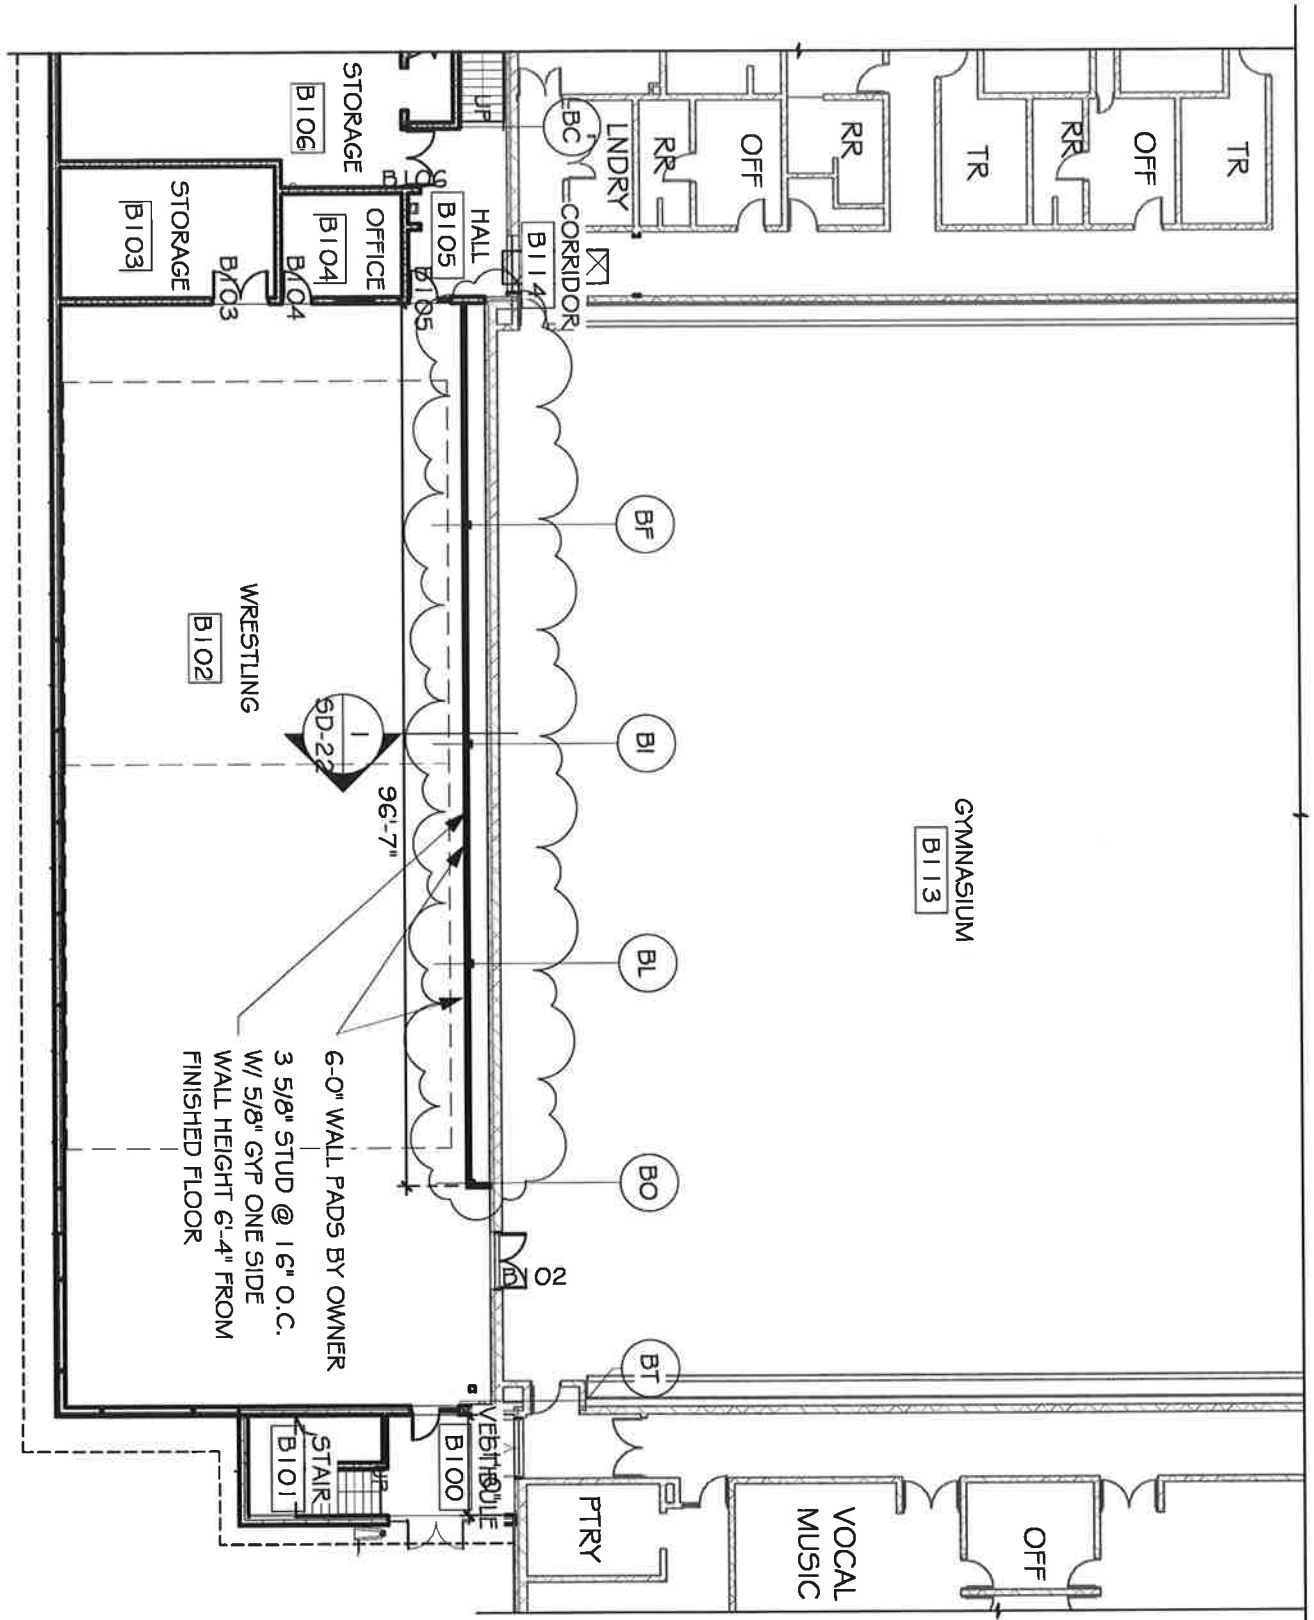 TR
OFF
RR
TR
RR
OFF
RR
LNDRY
BC
UP
STORAGE
B106
B106
CORRIDOR
B114
HALL
B105
B105
OFFICE
B104
B104
STORAGE
B103
B103
BF
BI
BL
BO
BT
GYMNASIUM
B113
WRESTLING
B102
1
SD-22
96'-7"
6-0" WALL PADS BY OWNER
3 5/8" STUD @ 16" O.C.
W/ 5/8" GYP ONE SIDE
WALL HEIGHT 6'-4" FROM
FINISHED FLOOR
B102
B100
UP
STAIR
B101
PTRY
VOCAL
MUSIC
OFF